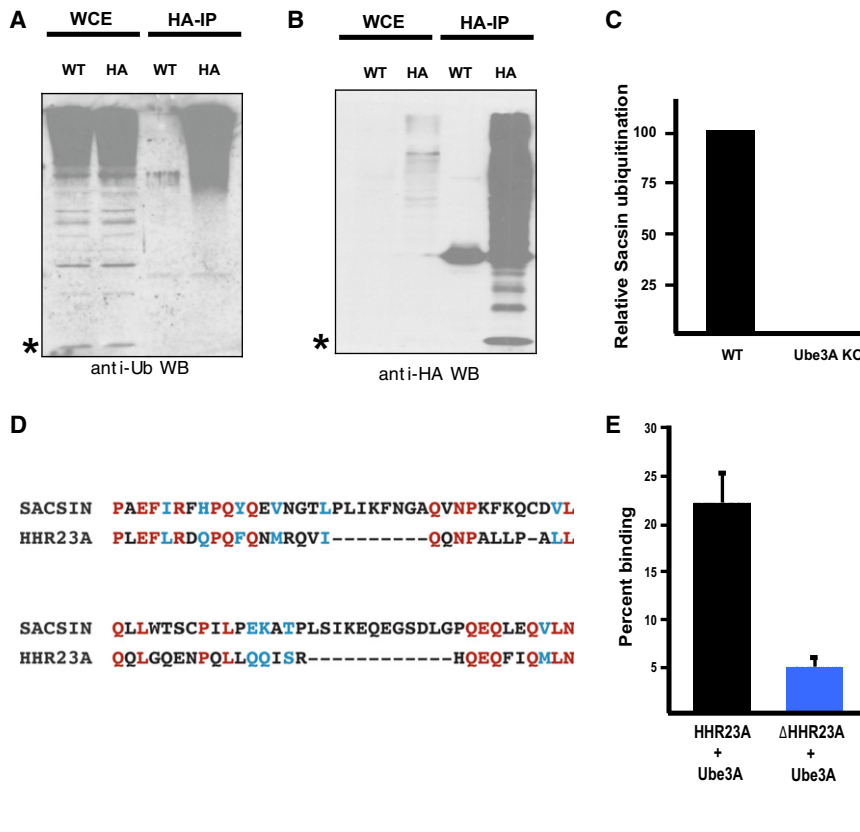 A
WCE
HA-IP
WT HA WT HA
*
anti-Ub WB
B
WCE
HA-IP
WT HA WT HA
*
anti-HA WB
C
Relative Sacsin ubiquitination
100
75
50
25
WT
Ube3A KO
D
SACSIN PAEFIRFHPQYQEVNGTLPLIKFNGAQVNPKFKQCDVL
HHR23A PLEFLRDQPQFQNMRQVI--------QQNPALLP-ALL
SACSIN QLLWTSCPILPEKATPLSIKEQEGSDLGPQEQLEQVLN
HHR23A QQLGQENPQLLQQISR------------HQEQFIQMLN
E
Percent binding
30
25
20
15
10
5
HHR23A
+
Ube3A
ΔHHR23A
+
Ube3A